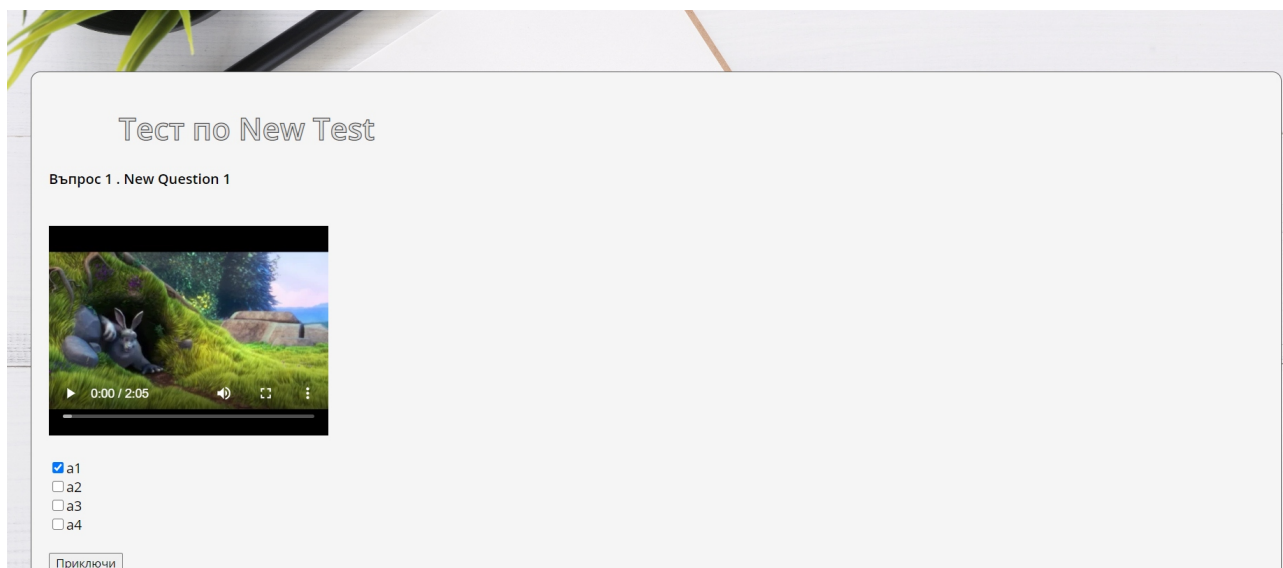 Тест по New Test
Въпрос 1 . New Question 1
0:00 / 2:05
a1
a2
a3
a4
Приключи